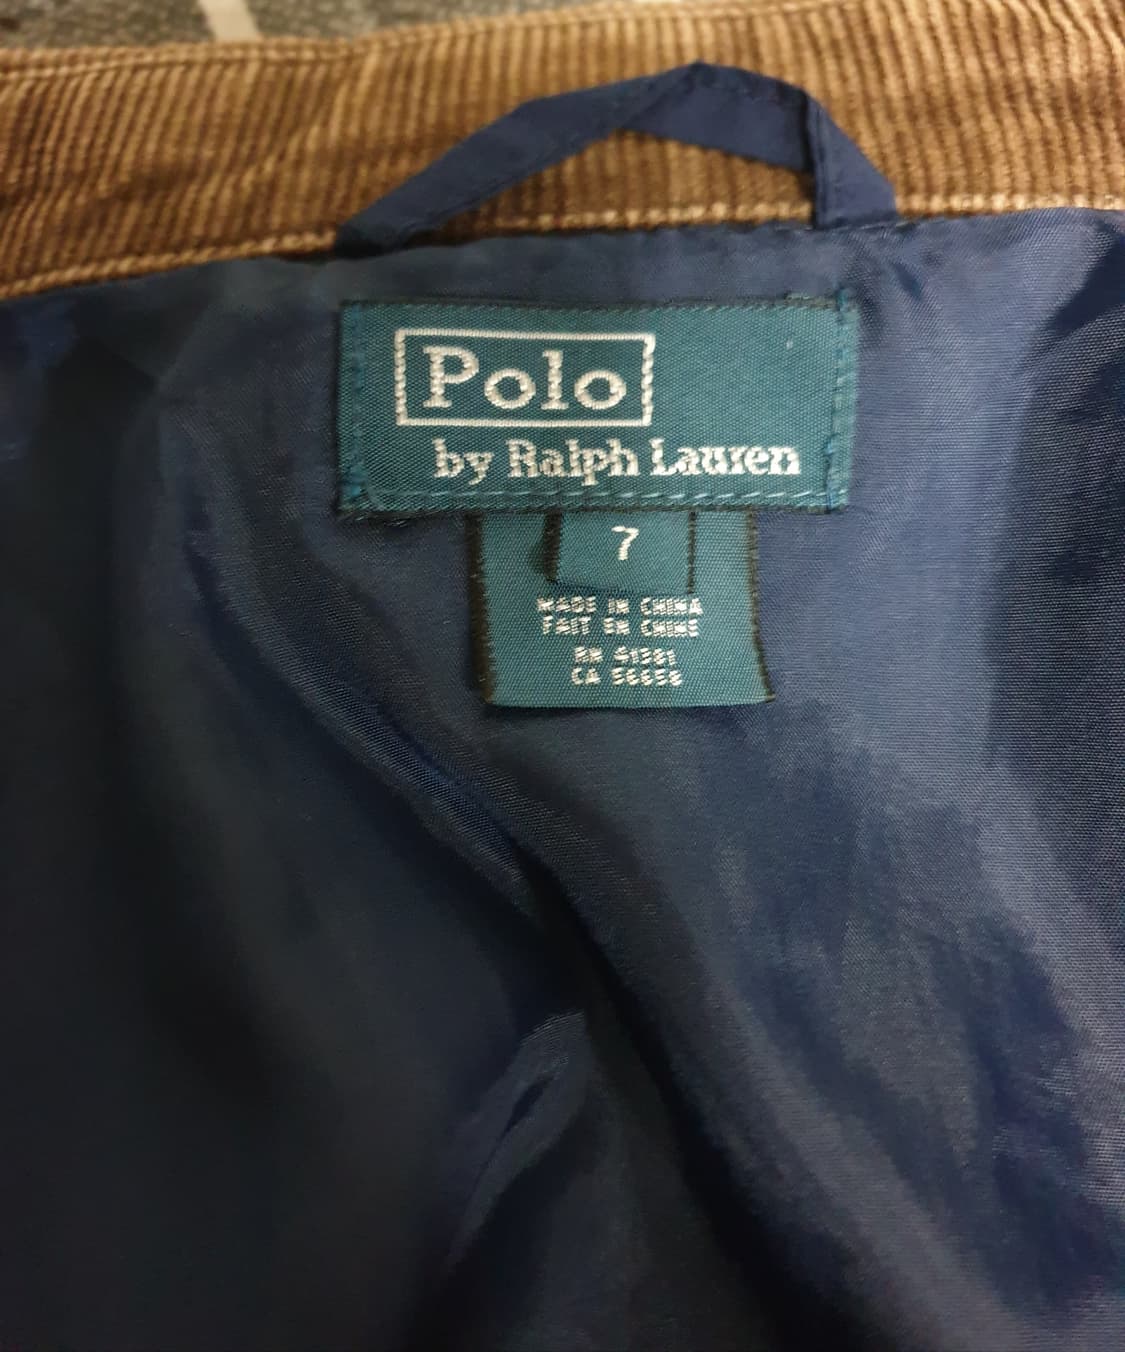 Polo
by Ralph Lauren
7
MADE IN CHINA
FAIT EN CHINE
RN 41381
CA 56658